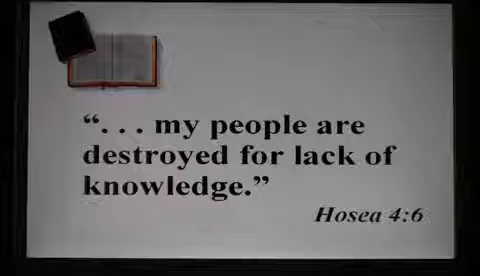 “. . . my people are
destroyed for lack of
knowledge.”
Hosea 4:6